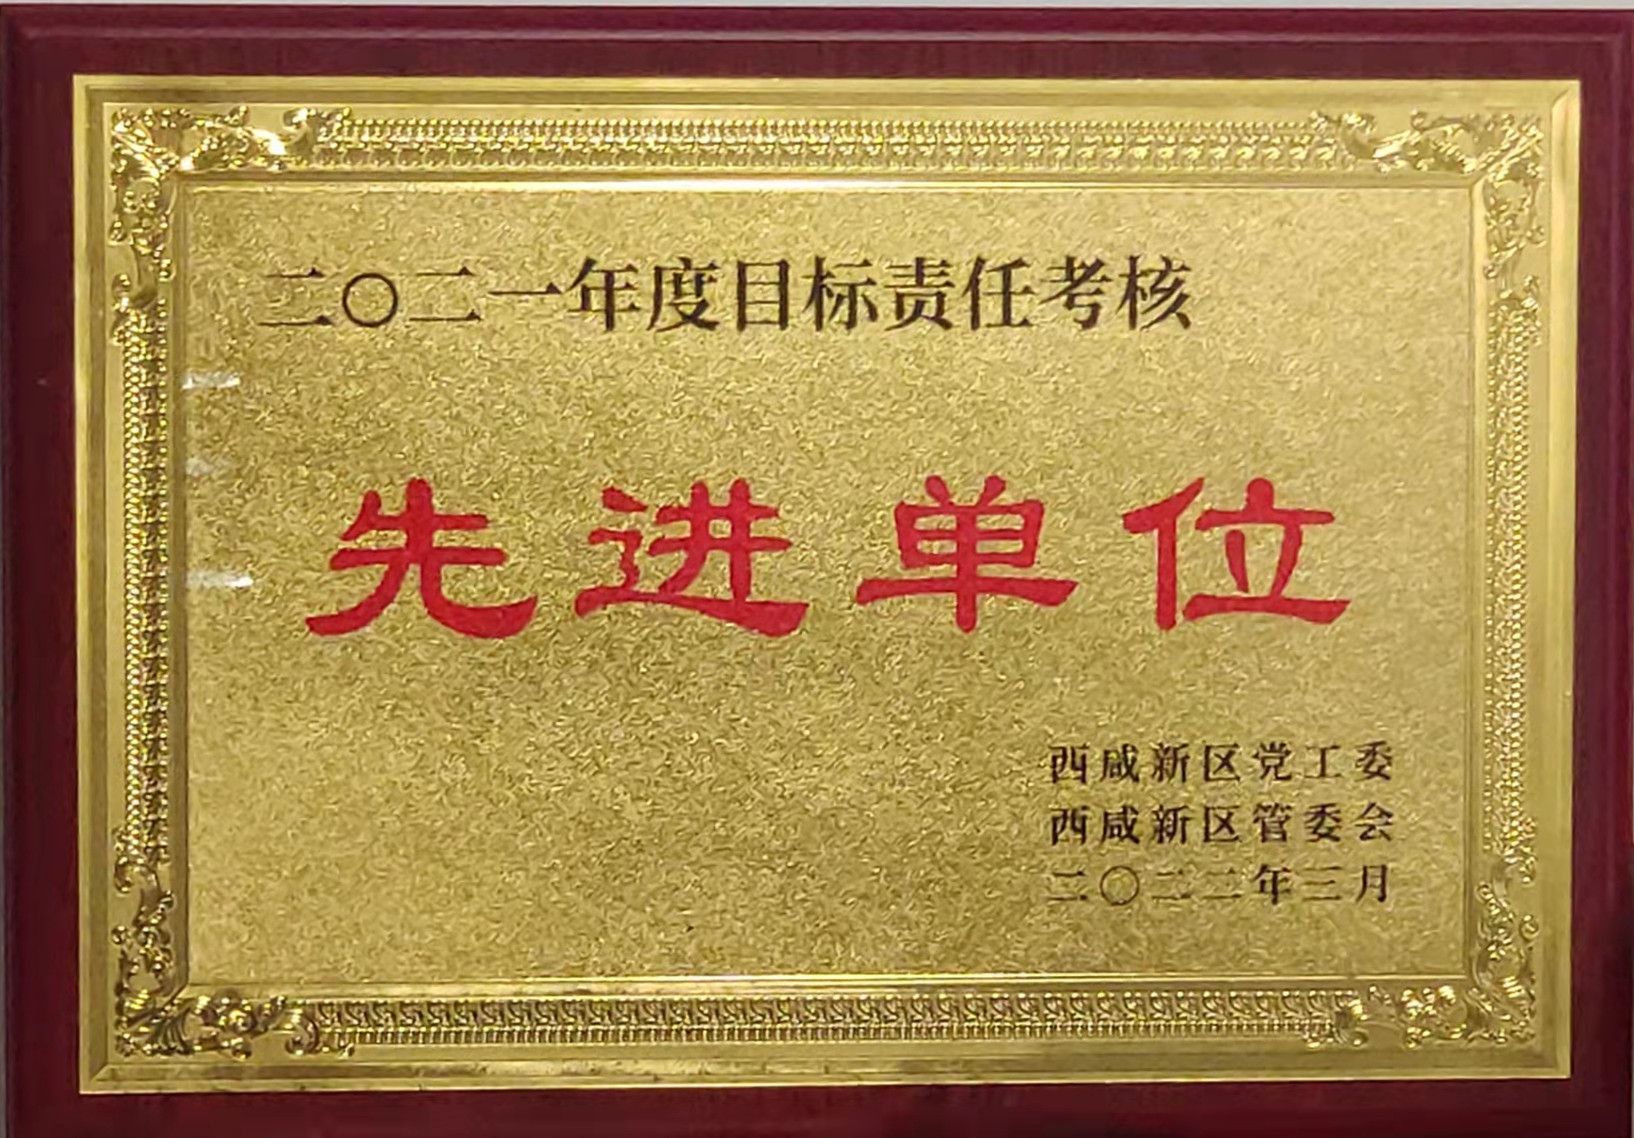 二〇二一年度目标责任考核
先进单位
西咸新区党工委
西咸新区管委会
二〇二二年三月